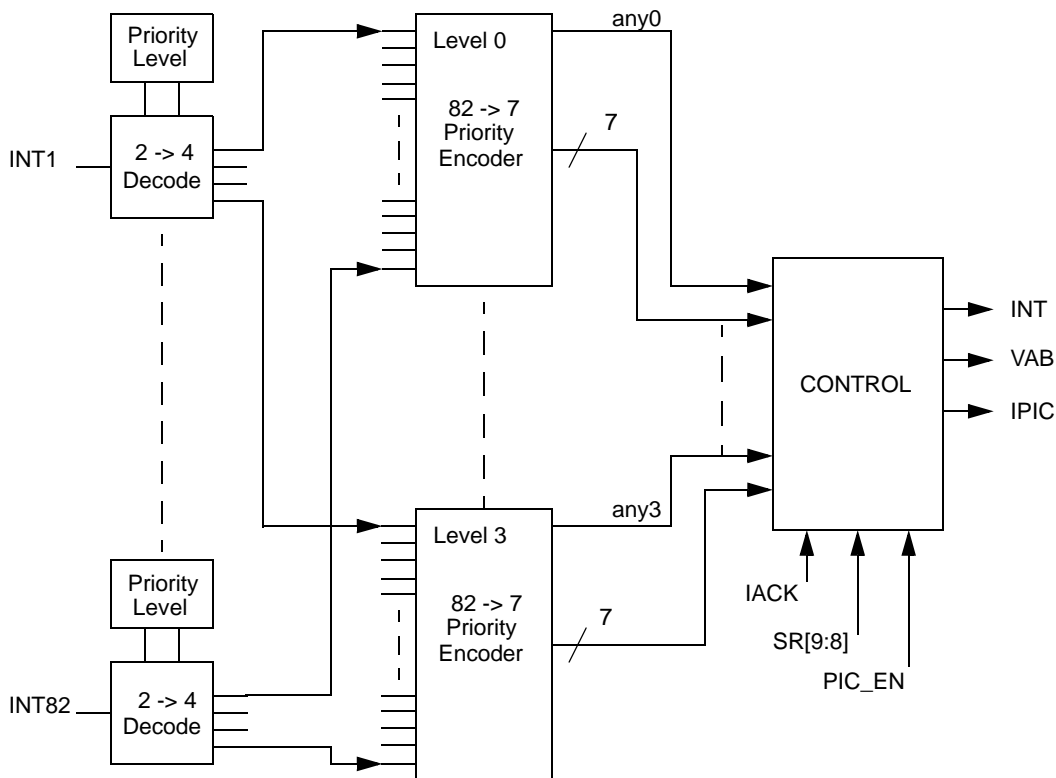 Priority
Level
INT1
2 -> 4
Decode
Priority
Level
INT82
2 -> 4
Decode
Level 0
82 -> 7
Priority
Encoder
any0
7
Level 3
82 -> 7
Priority
Encoder
any3
7
CONTROL
INT
VAB
IPIC
IACK
SR[9:8]
PIC_EN